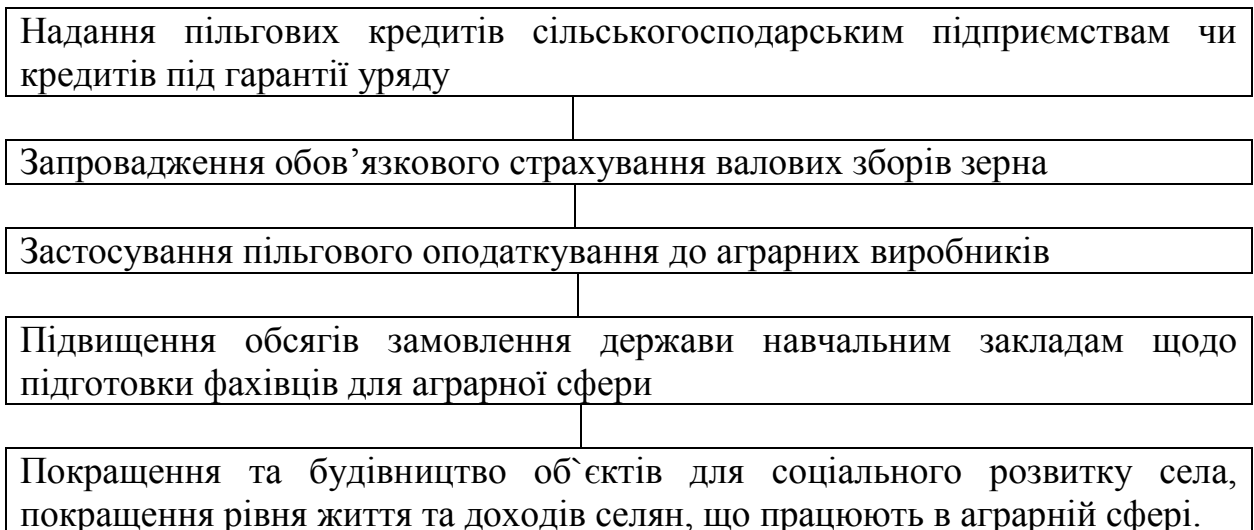 Надання пільгових кредитів сільськогосподарським підприємствам чи
кредитів під гарантії уряду
Запровадження обов’язкового страхування валових зборів зерна
Застосування пільгового оподаткування до аграрних виробників
Підвищення обсягів замовлення держави навчальним закладам щодо
підготовки фахівців для аграрної сфери
Покращення та будівництво об`єктів для соціального розвитку села,
покращення рівня життя та доходів селян, що працюють в аграрній сфері.